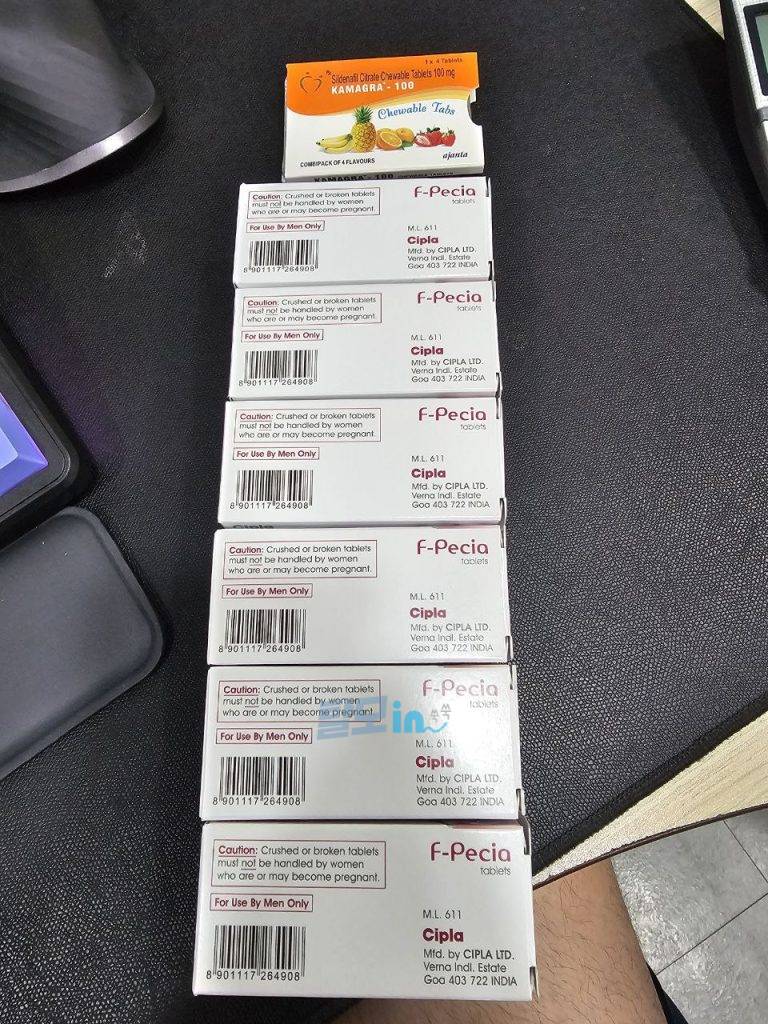 1 x 4 Tablets
Rx Sildenafil Citrate Chewable Tablets 100 mg
KAMAGRA - 100
Chewable Tabs
COMBIPACK OF 4 FLAVOURS
ajanta
KAMAGRA - 100
Caution: Crushed or broken tablets
must not be handled by women
who are or may become pregnant.
For Use By Men Only
8 901117 264908
F-Pecia
tablets
M.L. 611
Cipla
Mfd. by CIPLA LTD.
Verna Indl. Estate
Goa 403 722 INDIA
Caution: Crushed or broken tablets
must not be handled by women
who are or may become pregnant.
For Use By Men Only
8 901117 264908
F-Pecia
tablets
M.L. 611
Cipla
Mfd. by CIPLA LTD.
Verna Indl. Estate
Goa 403 722 INDIA
Caution: Crushed or broken tablets
must not be handled by women
who are or may become pregnant.
For Use By Men Only
8 901117 264908
F-Pecia
tablets
M.L. 611
Cipla
Mfd. by CIPLA LTD.
Verna Indl. Estate
Goa 403 722 INDIA
Cipla
Caution: Crushed or broken tablets
must not be handled by women
who are or may become pregnant.
For Use By Men Only
8 901117 264908
F-Pecia
tablets
M.L. 611
Cipla
Mfd. by CIPLA LTD.
Verna Indl. Estate
Goa 403 722 INDIA
Caution: Crushed or broken tablets
must not be handled by women
who are or may become pregnant.
For Use By Men Only
8 901117 264908
탈모in
F-Pecia
tablets
M.L. 611
Cipla
Mfd. by CIPLA LTD.
Verna Indl. Estate
Goa 403 722 INDIA
Caution: Crushed or broken tablets
must not be handled by women
who are or may become pregnant.
For Use By Men Only
8 901117 264908
F-Pecia
tablets
M.L. 611
Cipla
Mfd. by CIPLA LTD.
Verna Indl. Estate
Goa 403 722 INDIA